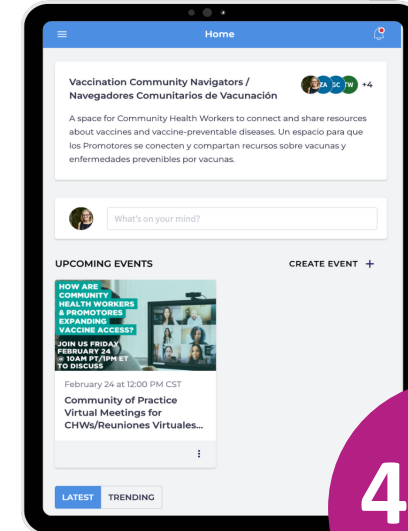 Home
Vaccination Community Navigators /
Navegadores Comunitarios de Vacunación
ZA SC TW +4
A space for Community Health Workers to connect and share resources
about vaccines and vaccine-preventable diseases. Un espacio para que
los Promotores se conecten y compartan recursos sobre vacunas y
enfermedades prevenibles por vacunas.
What's on your mind?
UPCOMING EVENTS
CREATE EVENT +
HOW ARE
COMMUNITY
HEALTH WORKERS
& PROMOTORES
EXPANDING
VACCINE ACCESS?
JOIN US FRIDAY
FEBRUARY 24
@ 10AM PT/1PM ET
TO DISCUSS
February 24 at 12:00 PM CST
Community of Practice
Virtual Meetings for
CHWs/Reuniones Virtuales...
LATEST TRENDING
4